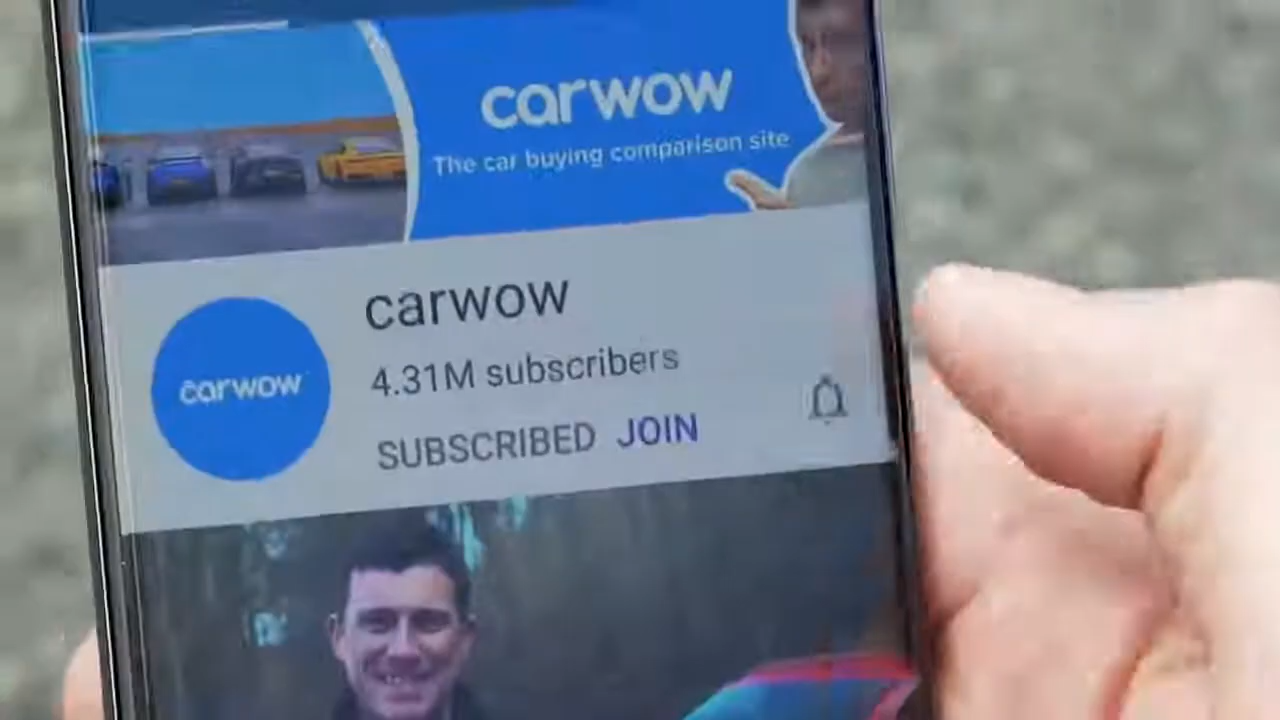 carwow
The car buying comparison site
carwow
carwow
4.31M subscribers
SUBSCRIBED JOIN